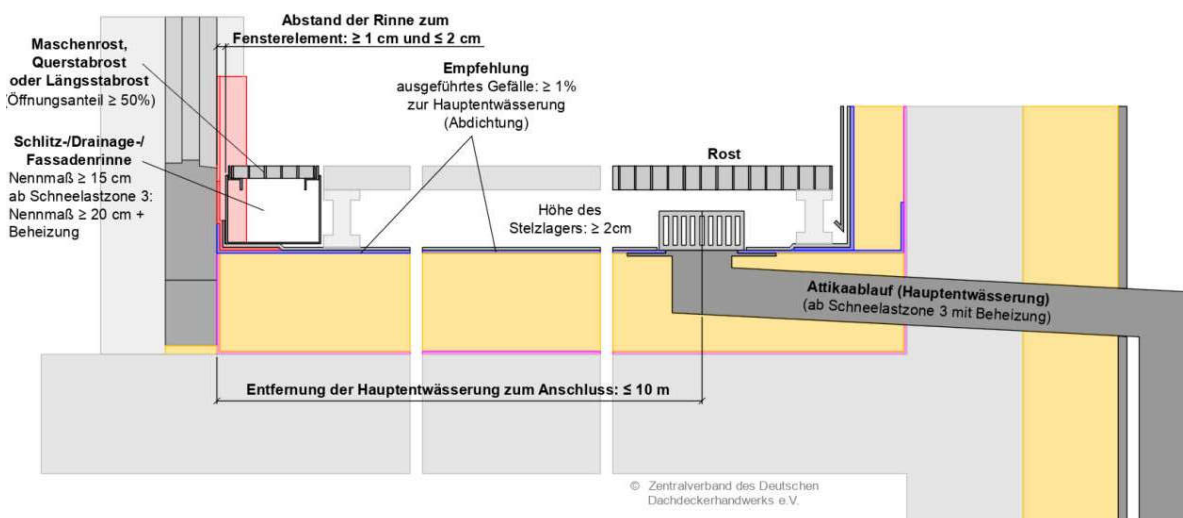 Abstand der Rinne zum
Fensterelement: ≥ 1 cm und ≤ 2 cm
Maschenrost,
Querstabrost
oder Längsstabrost
(Öffnungsanteil ≥ 50%)
Schlitz-/Drainage-/
Fassadenrinne
Nennmaß ≥ 15 cm
ab Schneelastzone 3:
Nennmaß ≥ 20 cm +
Beheizung
Empfehlung
ausgeführtes Gefälle: ≥ 1%
zur Hauptentwässerung
(Abdichtung)
Rost
Höhe des
Stelzlagers: ≥ 2cm
Attikaablauf (Hauptentwässerung)
(ab Schneelastzone 3 mit Beheizung)
Entfernung der Hauptentwässerung zum Anschluss: ≤ 10 m
© Zentralverband des Deutschen
Dachdeckerhandwerks e.V.